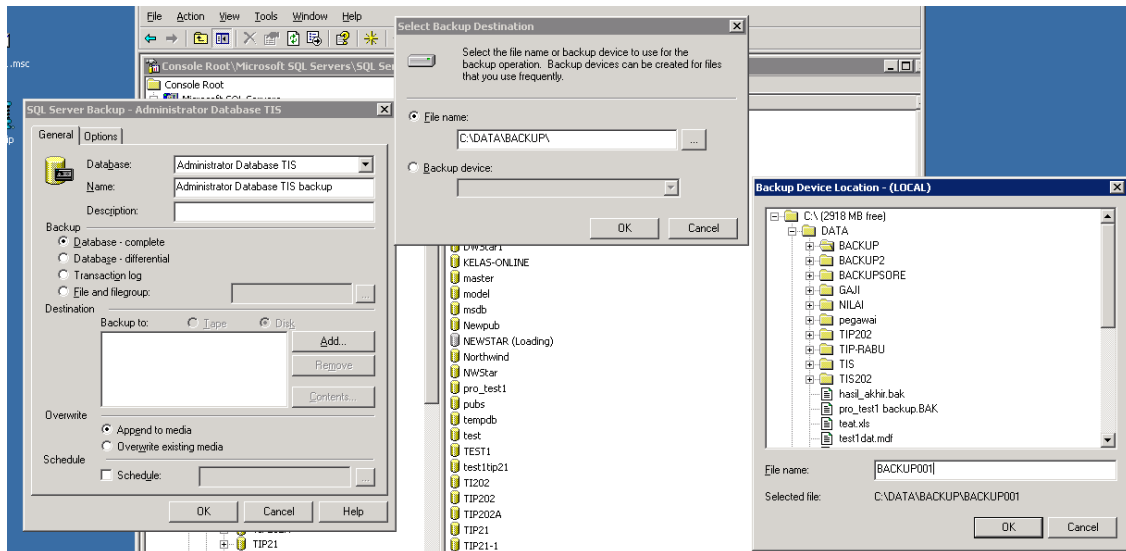 .msc
File Action View Tools Window Help
Console Root\Microsoft SQL Servers\SQL Ser
Console Root
Microsoft SQL Servers
SQL Server Backup - Administrator Database TIS
General Options
Database: Administrator Database TIS
Name: Administrator Database TIS backup
Description:
Backup
Database - complete
Database - differential
Transaction log
File and filegroup: ...
Destination
Backup to: Tape Disk
Add...
Remove
Contents...
Overwrite
Append to media
Overwrite existing media
Schedule
Schedule: ...
OK Cancel Help
TIP21
Select Backup Destination
Select the file name or backup device to use for the
backup operation. Backup devices can be created for files
that you use frequently.
File name:
C:\DATA\BACKUP\ ...
Backup device:
OK Cancel
DWStar1
KELAS-ONLINE
master
model
msdb
Newpub
NEWSTAR (Loading)
Northwind
NWStar
pro_test1
pubs
tempdb
test
TEST1
test1tip21
TI202
TIP202
TIP202A
TIP21
TIP21-1
Backup Device Location - (LOCAL)
C:\ (2918 MB free)
DATA
BACKUP
BACKUP2
BACKUPSORE
GAJI
NILAI
pegawai
TIP202
TIP-RABU
TIS
TIS202
hasil_akhir.bak
pro_test1 backup.BAK
teat.xls
test1dat.mdf
File name: BACKUP001
Selected file: C:\DATA\BACKUP\BACKUP001
OK Cancel